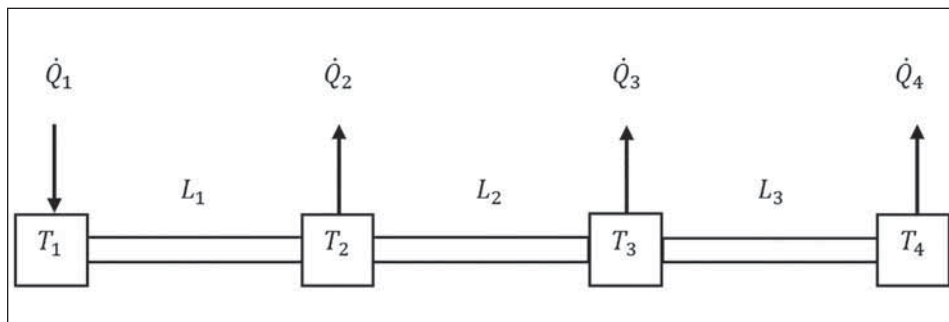 Q̇₁ Q̇₂ Q̇₃ Q̇₄
L₁ L₂ L₃
T₁ T₂ T₃ T₄